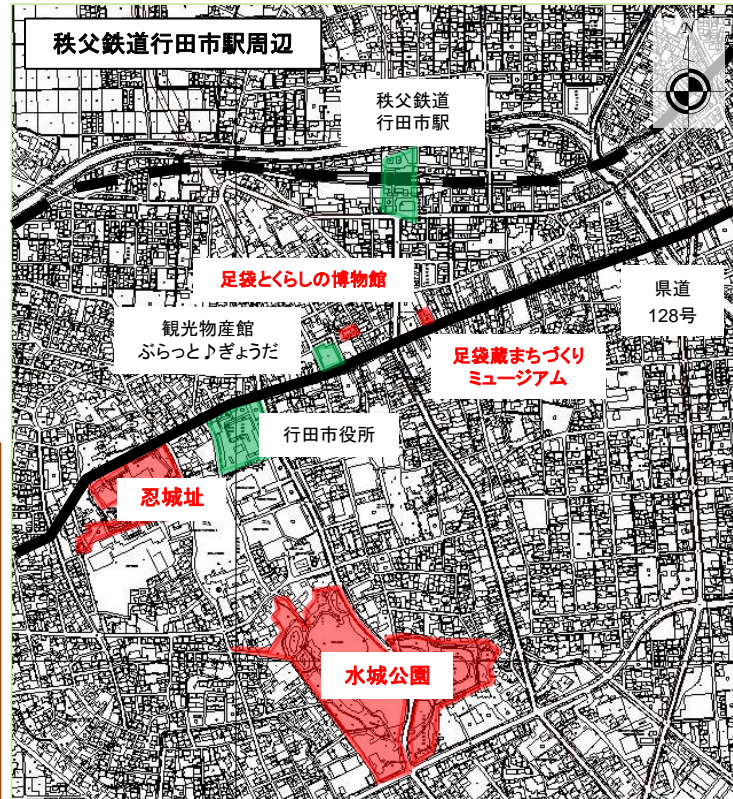 秩父鉄道行田市駅周辺
N
秩父鉄道
行田市駅
足袋とくらしの博物館
県道
128号
観光物産館
ぶらっと♪ぎょうだ
足袋蔵まちづくり
ミュージアム
行田市役所
忍城址
水城公園